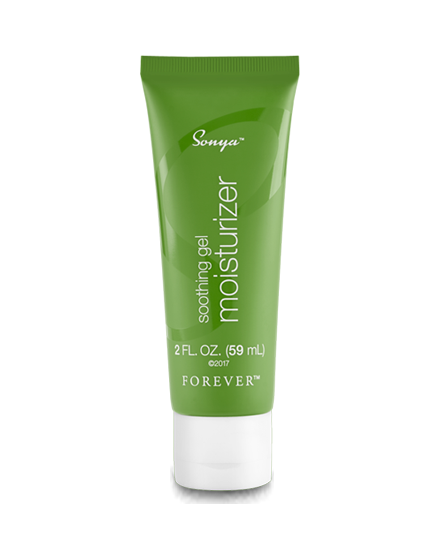 Sonya™
soothing gel
moisturizer
2 FL. OZ. (59 mL)
©2017
FOREVER™